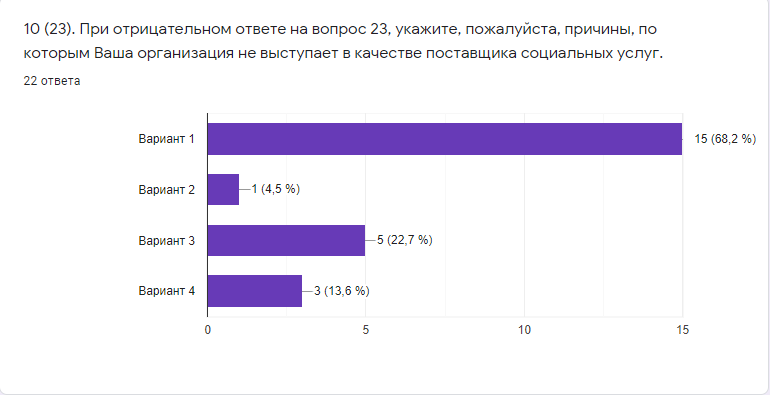 10 (23). При отрицательном ответе на вопрос 23, укажите, пожалуйста, причины, по
которым Ваша организация не выступает в качестве поставщика социальных услуг.
22 ответа
Вариант 1 15 (68,2 %)
Вариант 2 1 (4,5 %)
Вариант 3 5 (22,7 %)
Вариант 4 3 (13,6 %)
0 5 10 15